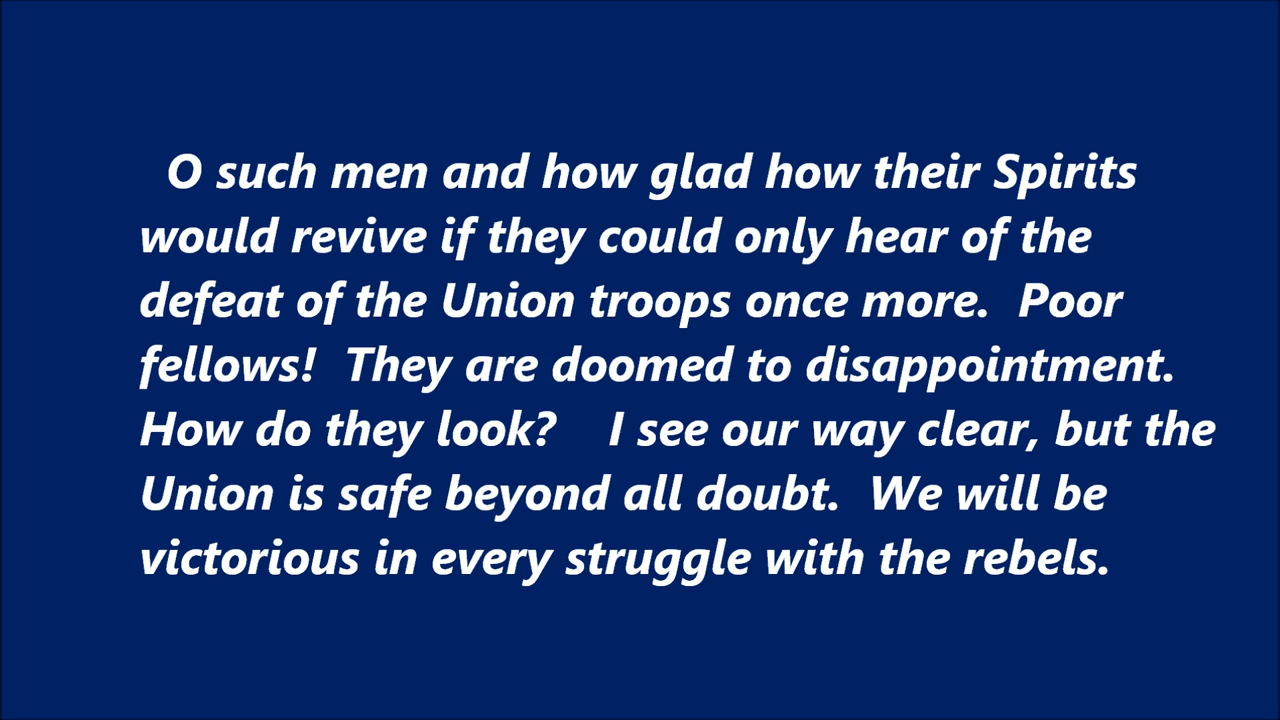 O such men and how glad how their Spirits
would revive if they could only hear of the
defeat of the Union troops once more.  Poor
fellows!  They are doomed to disappointment.
How do they look?    I see our way clear, but the
Union is safe beyond all doubt.  We will be
victorious in every struggle with the rebels.